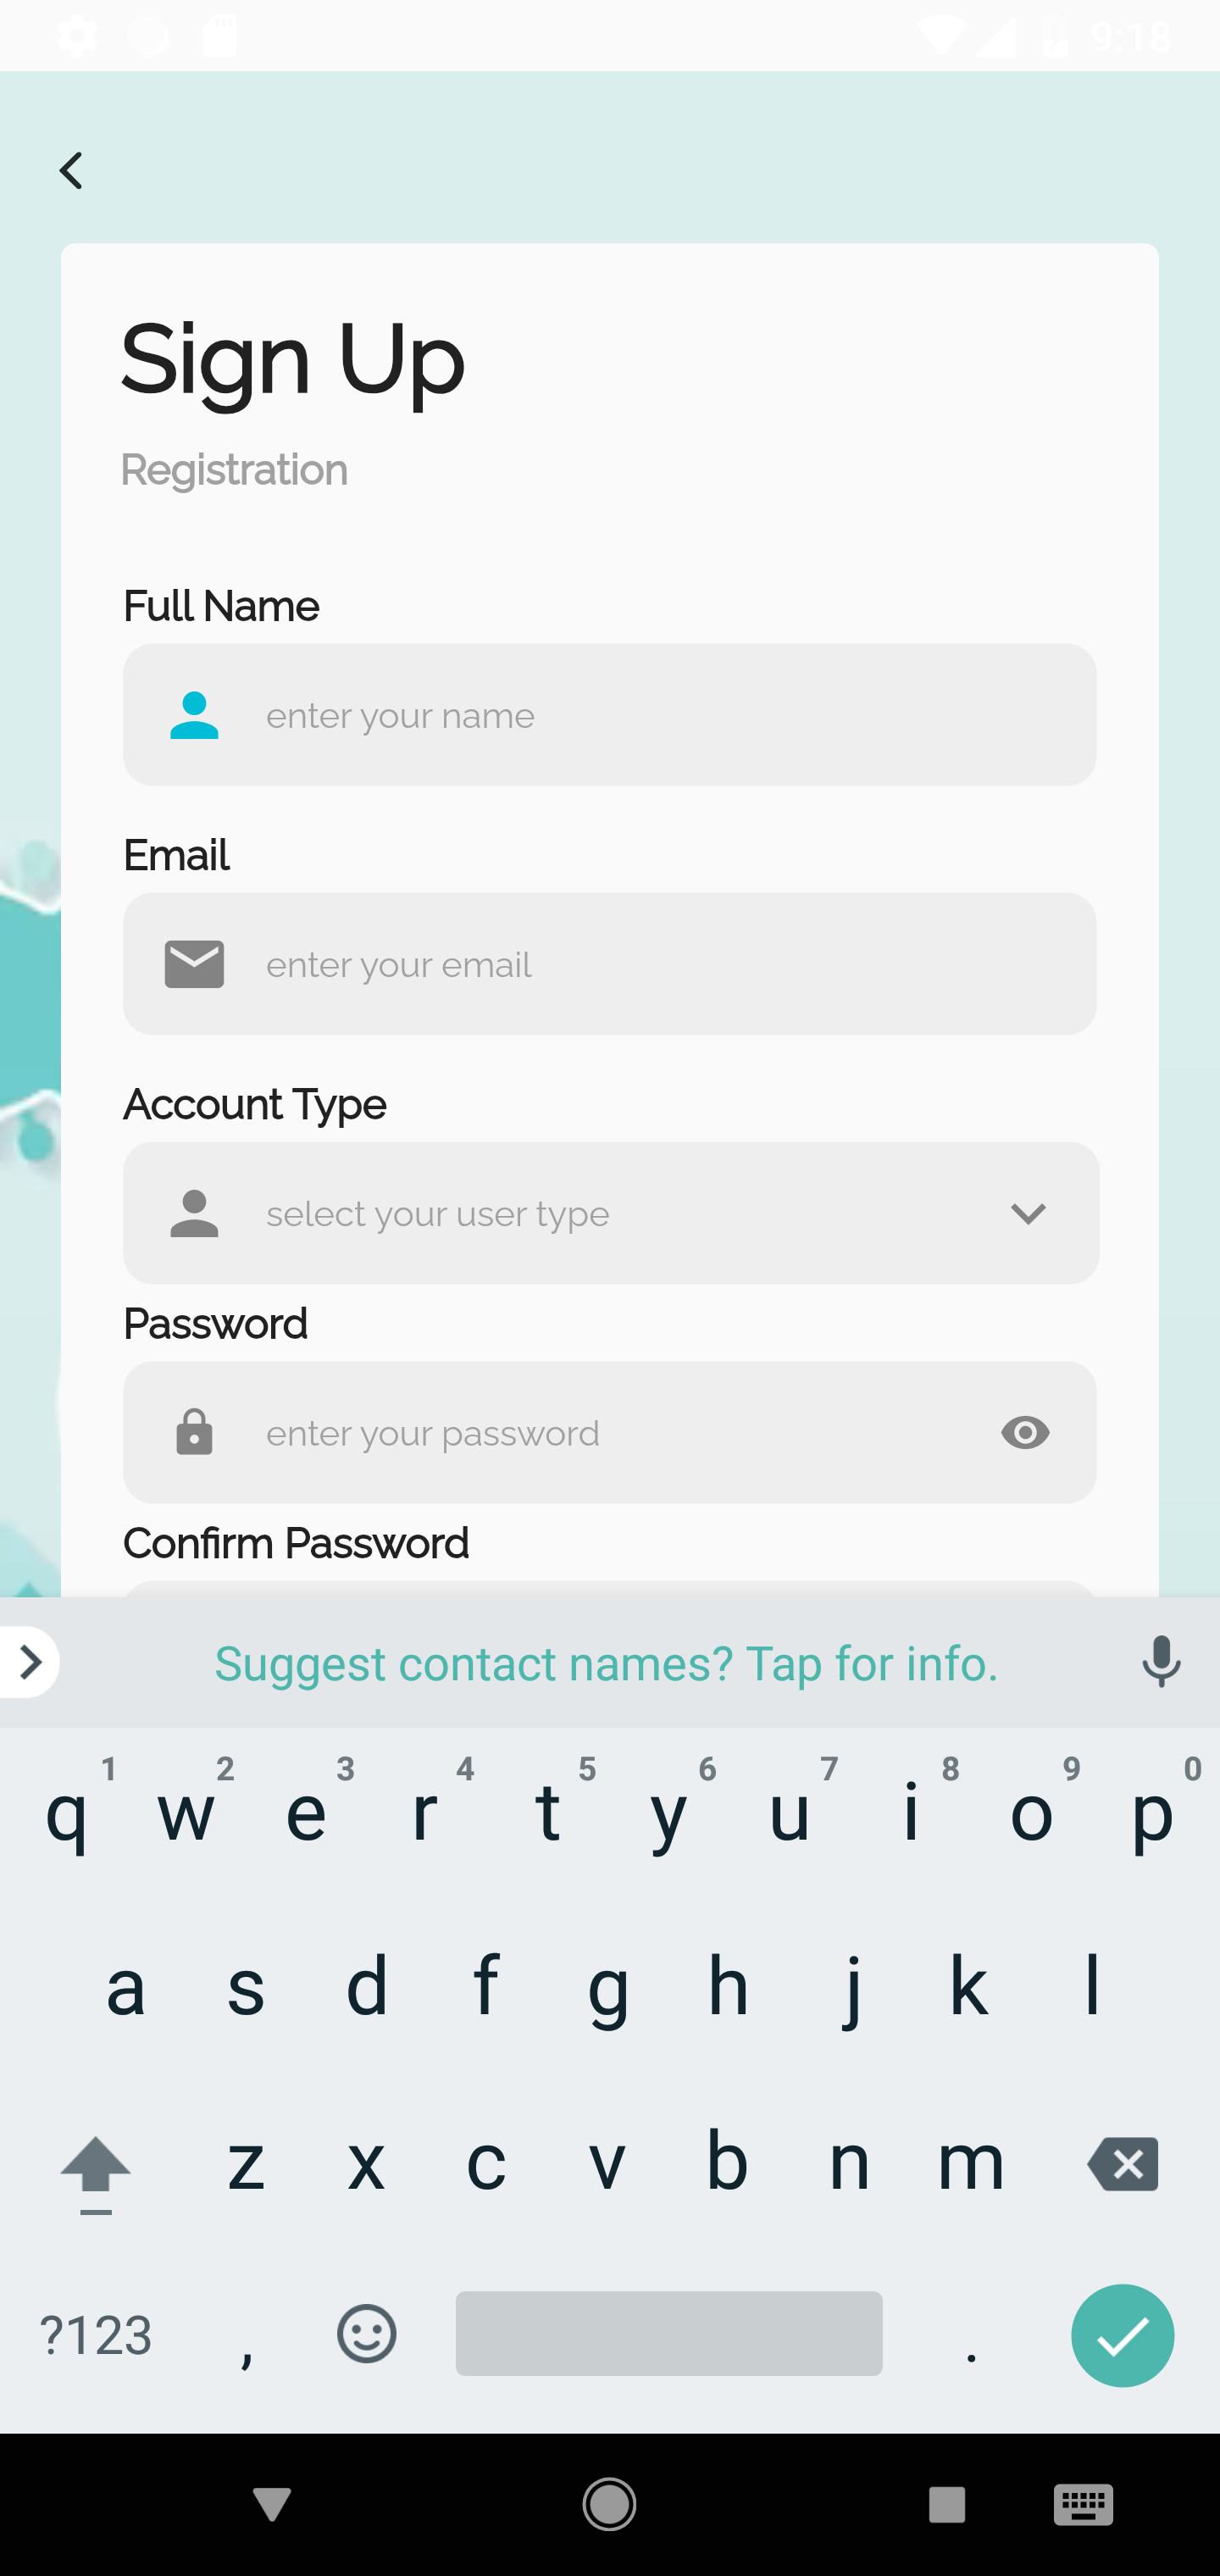 9:18
Sign Up
Registration
Full Name
enter your name
Email
enter your email
Account Type
select your user type
Password
enter your password
Confirm Password
Suggest contact names? Tap for info.
1 2 3 4 5 6 7 8 9 0
q w e r t y u i o p
a s d f g h j k l
z x c v b n m
?123 , .